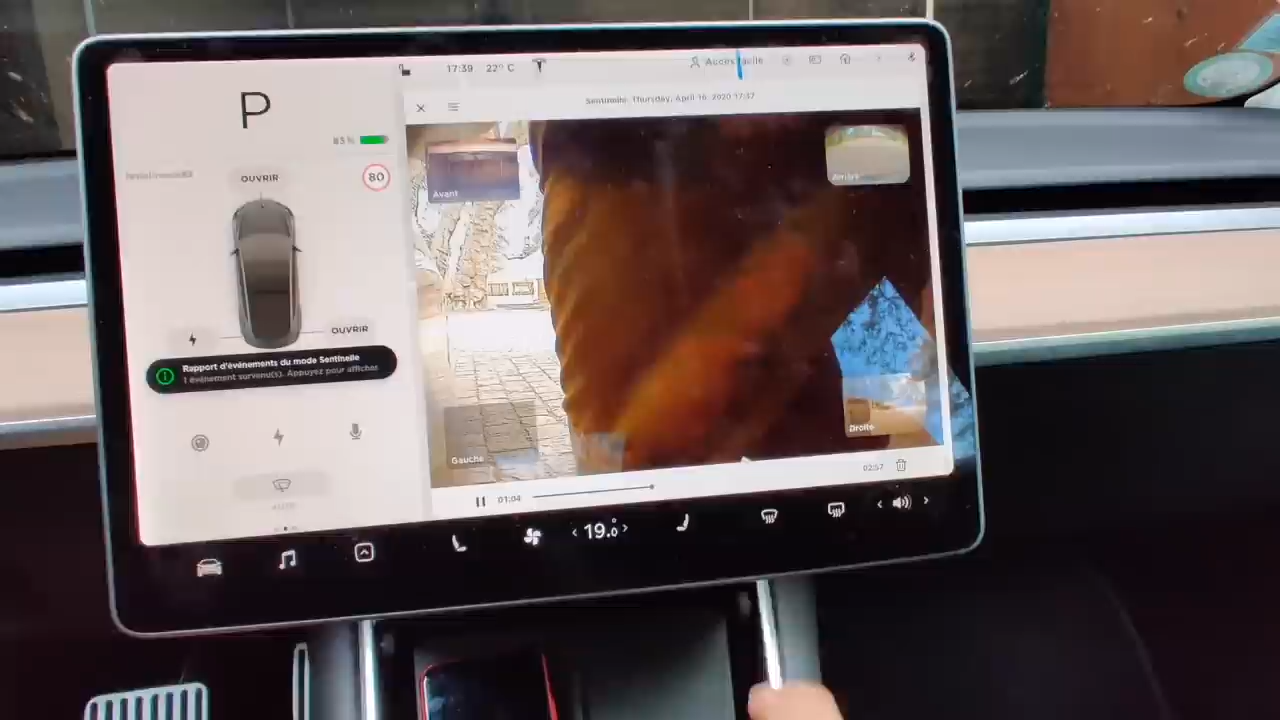 17:39 22° C
Accès facile
Sentinelle: Thursday, April 16, 2020 17:37
P
83 %
OUVRIR
80
Avant
Arrière
OUVRIR
Rapport d'événements du mode Sentinelle
1 événement survenu(s). Appuyez pour afficher
Gauche
Droite
02:57
01:04
AUTO
19.0